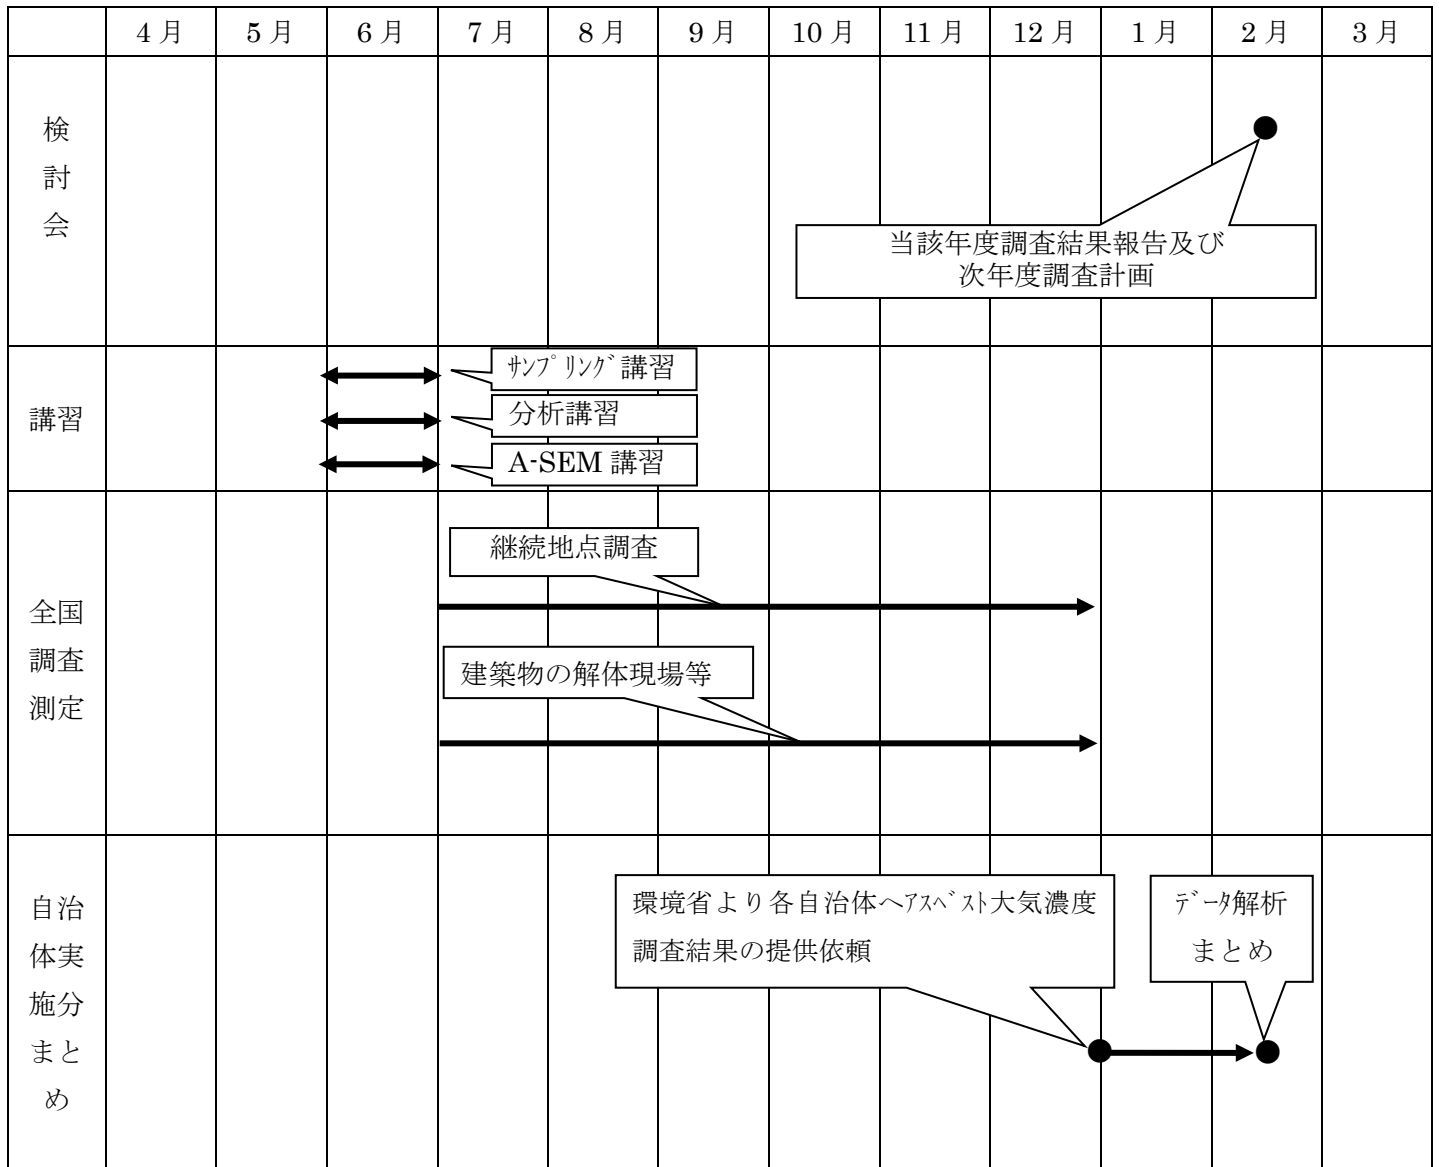 4 月 5 月 6 月 7 月 8 月 9 月 10 月 11 月 12 月 1 月 2 月 3 月
検
討
会
当該年度調査結果報告及び
次年度調査計画
講習
ｻﾝﾌﾟﾘﾝｸﾞ講習
分析講習
A-SEM 講習
全国
調査
測定
継続地点調査
建築物の解体現場等
自治
体実
施分
まと
め
環境省より各自治体へｱｽﾍﾞｽﾄ大気濃度
調査結果の提供依頼
ﾃﾞｰﾀ解析
まとめ